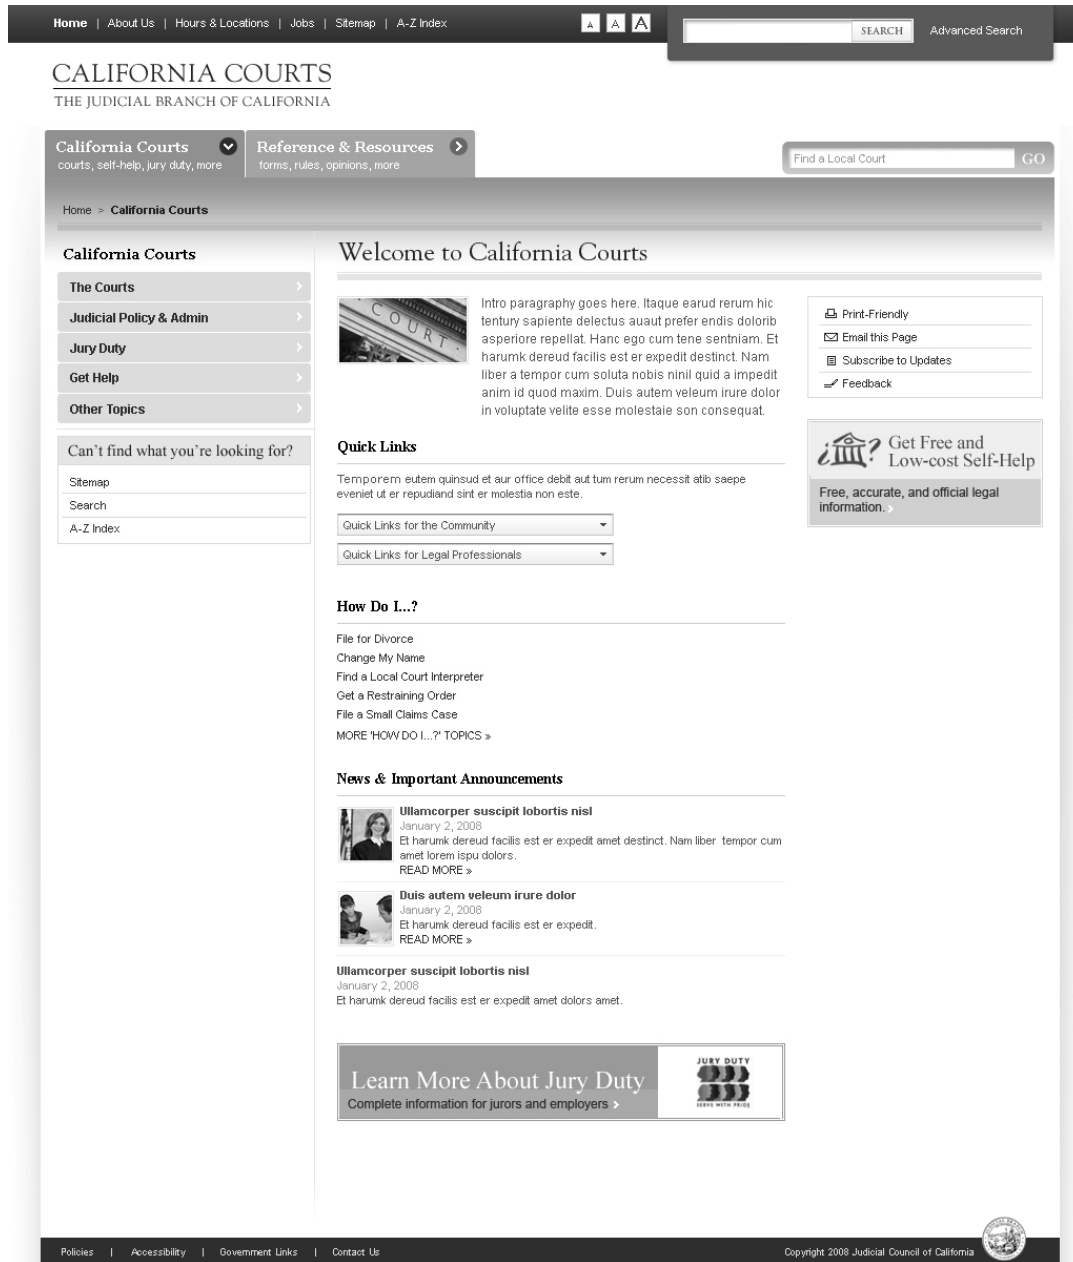 Home | About Us | Hours & Locations | Jobs | Sitemap | A-Z Index
A A A
SEARCH
Advanced Search
CALIFORNIA COURTS
THE JUDICIAL BRANCH OF CALIFORNIA
California Courts
courts, self-help, jury duty, more
Reference & Resources
forms, rules, opinions, more
Find a Local Court
GO
Home > California Courts
California Courts
The Courts
Judicial Policy & Admin
Jury Duty
Get Help
Other Topics
Can't find what you're looking for?
Sitemap
Search
A-Z Index
Welcome to California Courts
COURT
Intro paragraphy goes here. Itaque earud rerum hic
tentury sapiente delectus auaut prefer endis dolorib
asperiore repellat. Hanc ego cum tene sentniam. Et
harumk dereud facilis est er expedit destinct. Nam
liber a tempor cum soluta nobis ninil quid a impedit
anim id quod maxim. Duis autem veleum irure dolor
in voluptate velite esse molestaie son consequat.
Quick Links
Temporem eutem quinsud et aur office debit aut tum rerum necessit atib saepe
eveniet ut er repudiand sint er molestia non este.
Quick Links for the Community
Quick Links for Legal Professionals
How Do I...?
File for Divorce
Change My Name
Find a Local Court Interpreter
Get a Restraining Order
File a Small Claims Case
MORE 'HOW DO I...?' TOPICS »
News & Important Announcements
Ullamcorper suscipit lobortis nisl
January 2, 2008
Et harumk dereud facilis est er expedit amet destinct. Nam liber tempor cum
amet lorem ispu dolors.
READ MORE »
Duis autem veleum irure dolor
January 2, 2008
Et harumk dereud facilis est er expedit.
READ MORE »
Ullamcorper suscipit lobortis nisl
January 2, 2008
Et harumk dereud facilis est er expedit amet dolors amet.
Learn More About Jury Duty
Complete information for jurors and employers
JURY DUTY
SERVE WITH PRIDE
Print-Friendly
Email this Page
Subscribe to Updates
Feedback
Get Free and
Low-cost Self-Help
Free, accurate, and official legal
information.
Policies | Accessibility | Government Links | Contact Us
Copyright 2008 Judicial Council of California